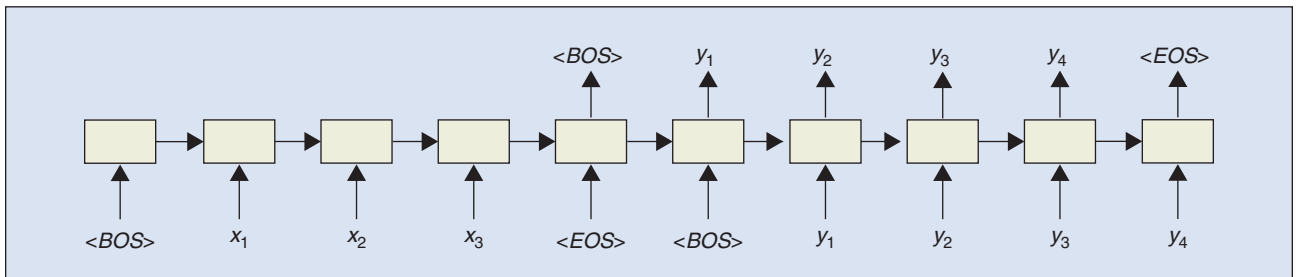 <BOS> y₁ y₂ y₃ y₄ <EOS>
<BOS> x₁ x₂ x₃ <EOS> <BOS> y₁ y₂ y₃ y₄